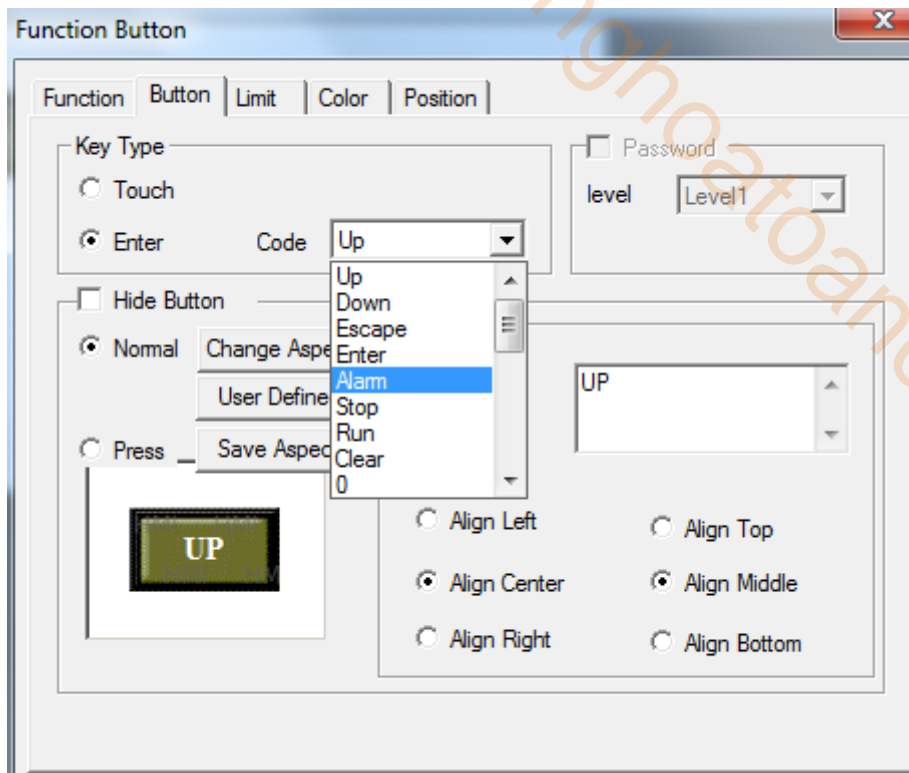 Function Button
Function Button Limit Color Position
Key Type
Touch
Enter Code Up
Password
level Level1
Up
Down
Escape
Enter
Alarm
Stop
Run
Clear
0
Hide Button
Normal Change Aspe
User Define
Press Save Aspec
UP
UP
Align Left Align Top
Align Center Align Middle
Align Right Align Bottom
nghoatoano